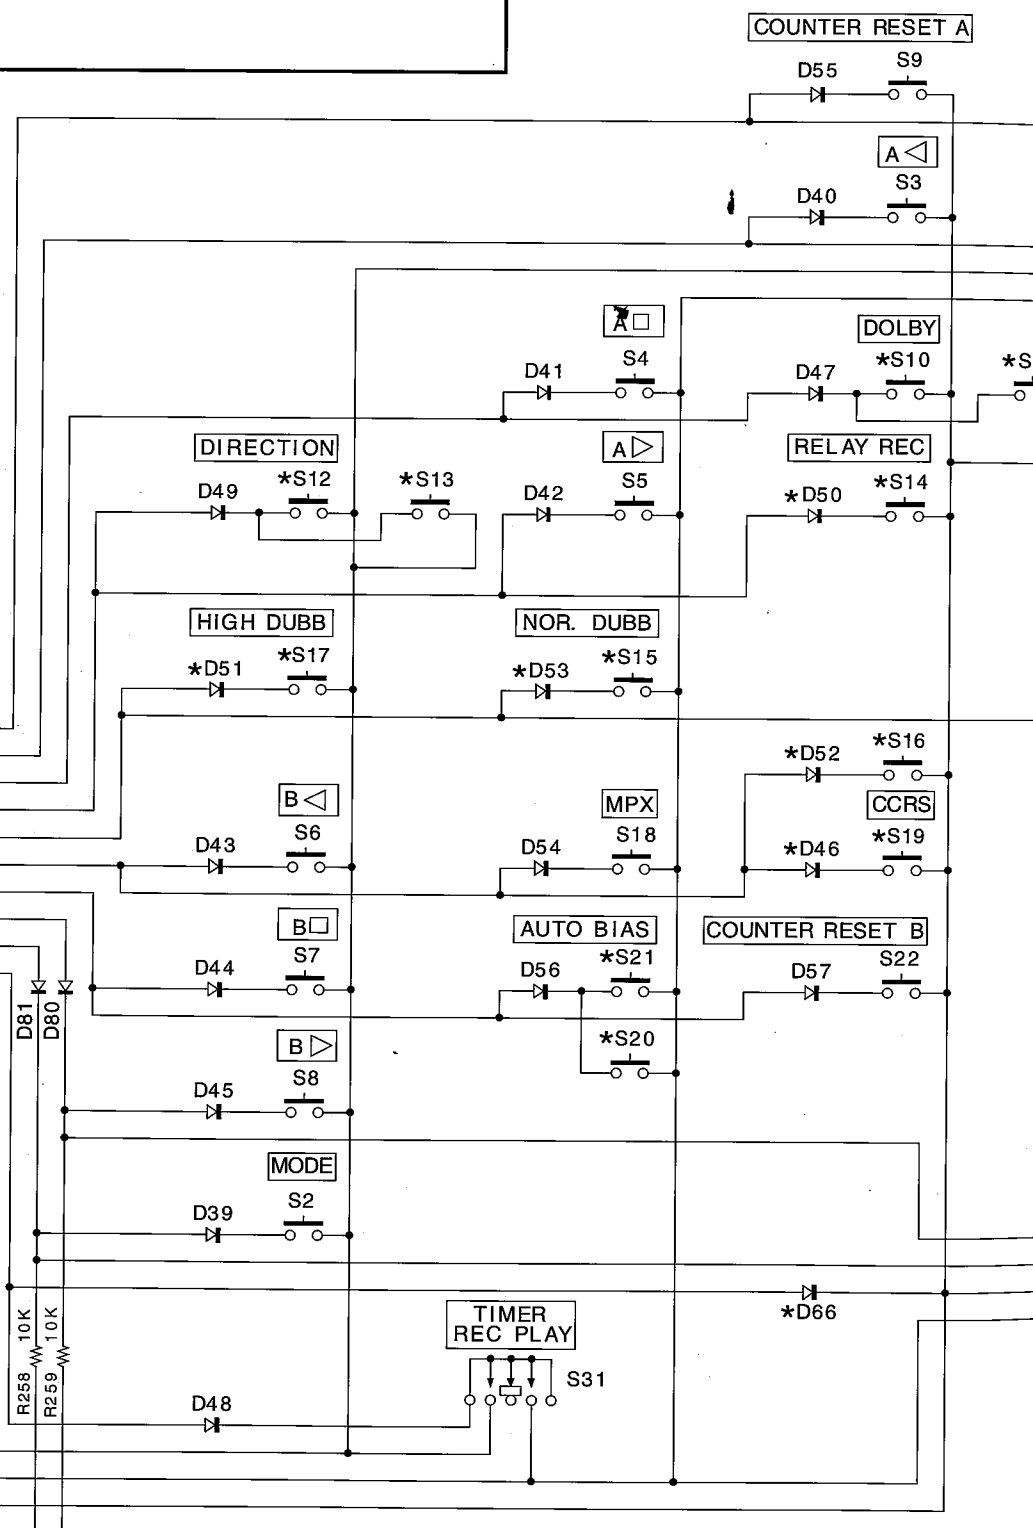 COUNTER RESET A
S9
D55
A
S3
D40
A
S4
D41
DOLBY
*S10
D47
*S
DIRECTION
*S12
D49
*S13
A
S5
D42
RELAY REC
*S14
*D50
HIGH DUBB
*S17
*D51
NOR. DUBB
*S15
*D53
*S16
*D52
B
S6
D43
MPX
S18
D54
CCRS
*S19
*D46
B
S7
D44
AUTO BIAS
*S21
D56
COUNTER RESET B
S22
D57
D81
D80
*S20
B
S8
D45
MODE
S2
D39
*D66
TIMER
REC PLAY
S31
R258 10K
R259 10K
D48